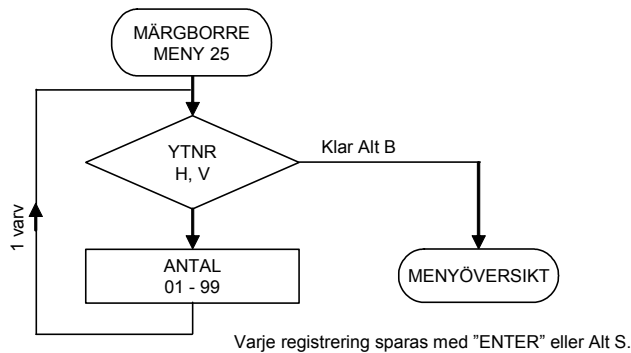 MÄRGBORRE
MENY 25
YTNR
H, V
Klar Alt B
1 varv
ANTAL
01 - 99
MENYÖVERSIKT
Varje registrering sparas med "ENTER" eller Alt S.